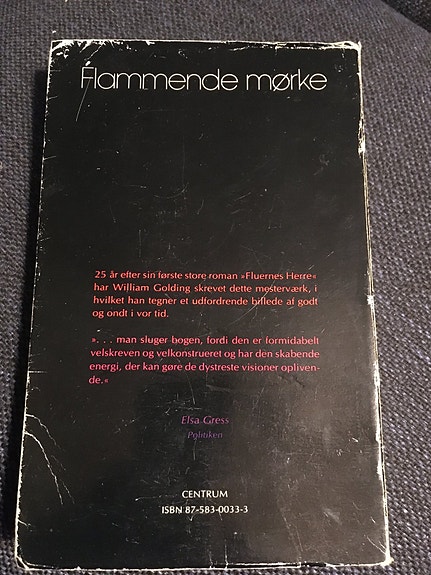 Flammende mørke
25 år efter sin første store roman »Fluernes Herre«
har William Golding skrevet dette mesterværk, i
hvilket han tegner et udfordrende billede af godt
og ondt i vor tid.
». . . man sluger bogen, fordi den er formidabelt
velskreven og velkonstrueret og har den skabende
energi, der kan gøre de dystreste visioner opliven-
de.«
Elsa Gress
Politiken
CENTRUM
ISBN 87-583-0033-3